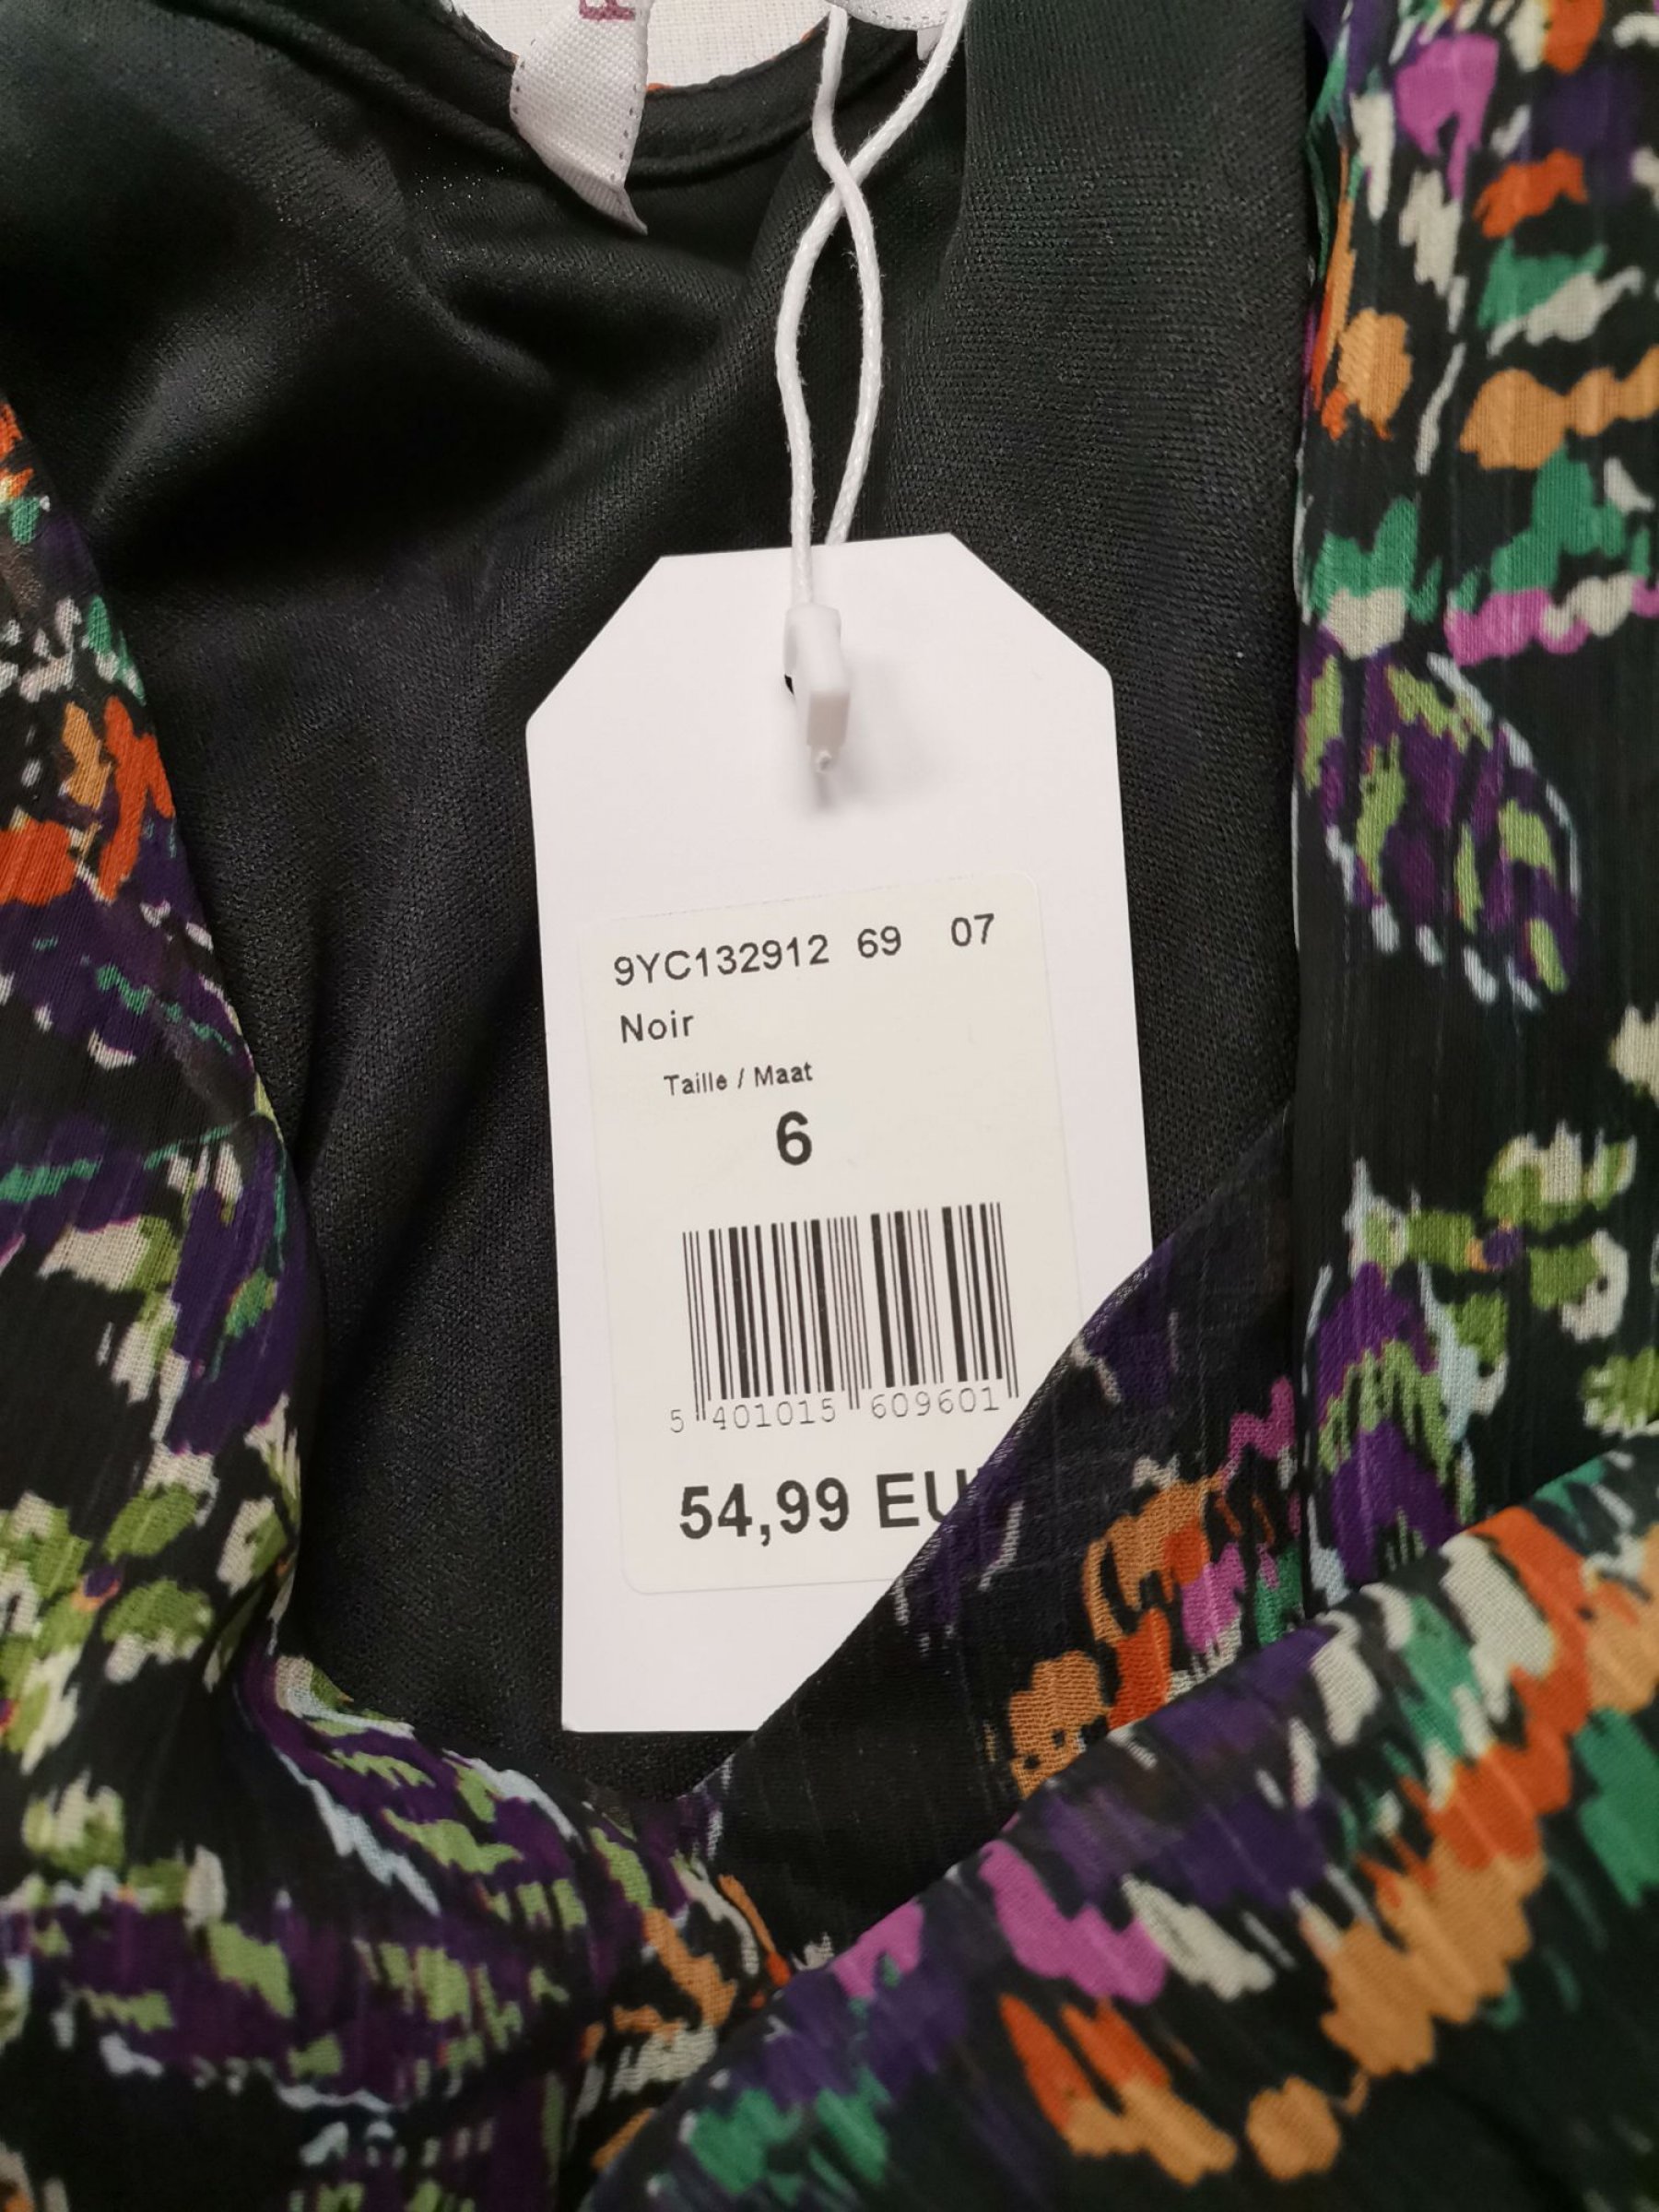 9YC132912 69 07
Noir
Taille / Maat
6
5 401015 609601
54,99 EU